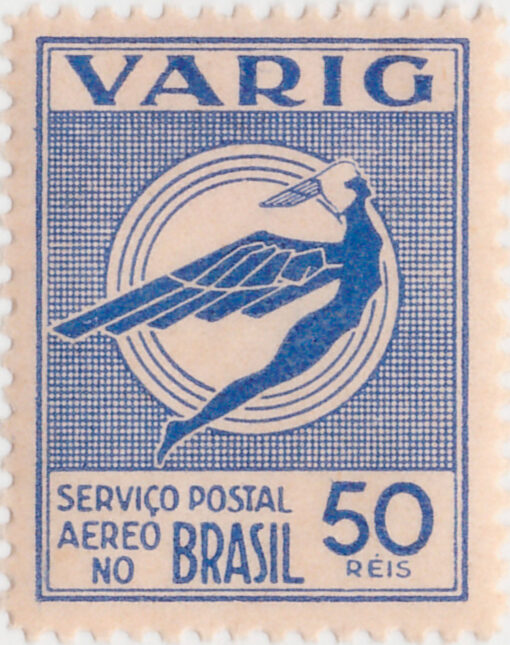 VARIG
SERVIÇO POSTAL
AEREO
NO BRASIL
50
RÉIS